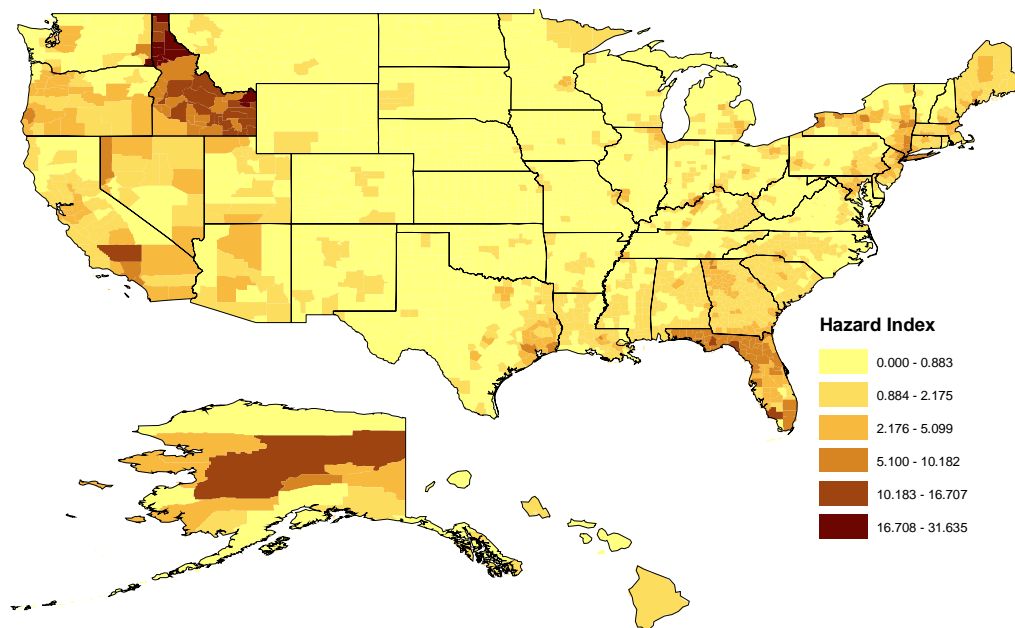 Hazard Index
0.000 - 0.883
0.884 - 2.175
2.176 - 5.099
5.100 - 10.182
10.183 - 16.707
16.708 - 31.635